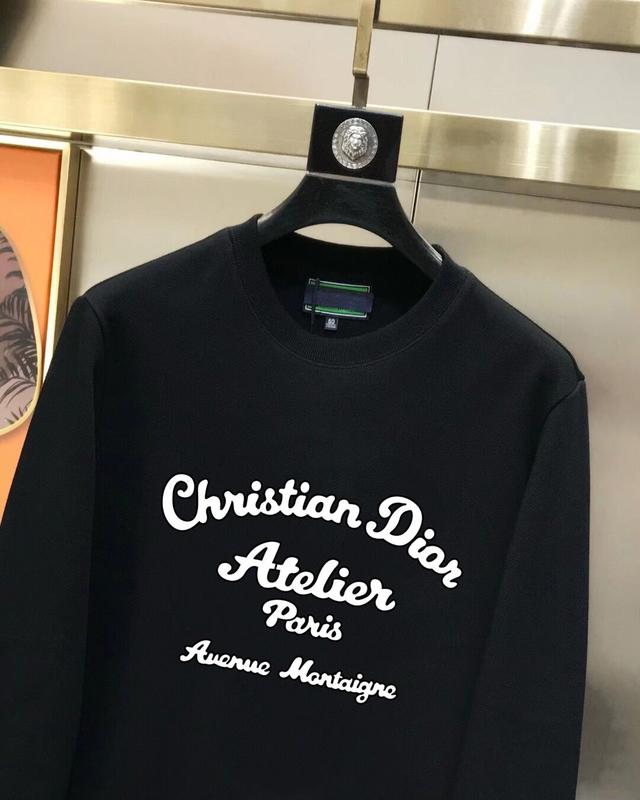 Christian Dior
Atelier
Paris
Avenue Montaigne